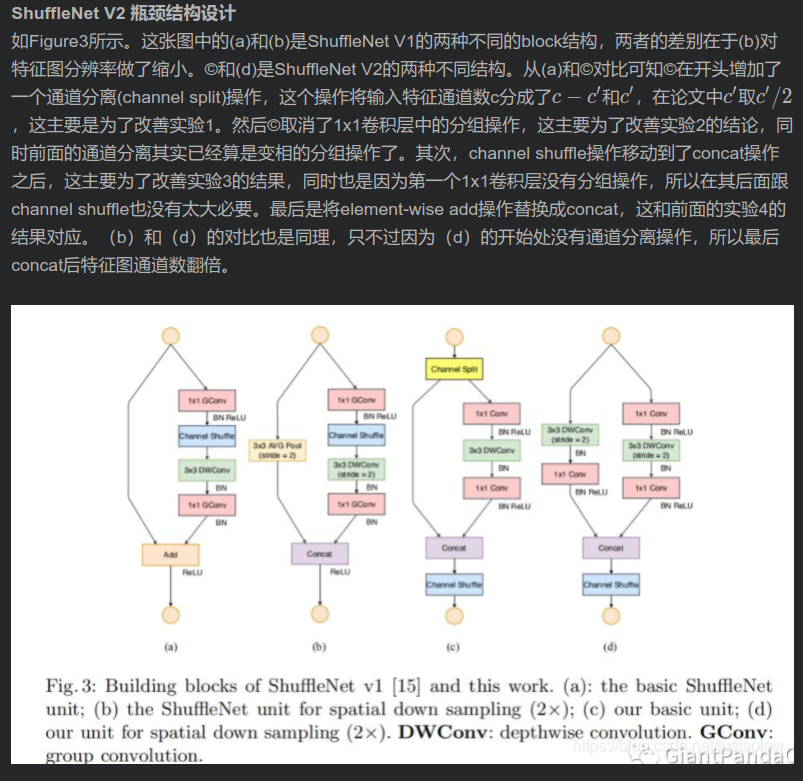 ShuffleNet V2 瓶颈结构设计
如Figure3所示。这张图中的(a)和(b)是ShuffleNet V1的两种不同的block结构，两者的差别在于(b)对
特征图分辨率做了缩小。©和(d)是ShuffleNet V2的两种不同结构。从(a)和©对比可知©在开头增加了
一个通道分离(channel split)操作，这个操作将输入特征通道数c分成了c − c′和c′，在论文中c′取c′/2
，这主要是为了改善实验1。然后©取消了1x1卷积层中的分组操作，这主要为了改善实验2的结论，同
时前面的通道分离其实已经算是变相的分组操作了。其次，channel shuffle操作移动到了concat操作
之后，这主要为了改善实验3的结果，同时也是因为第一个1x1卷积层没有分组操作，所以在其后面跟
channel shuffle也没有太大必要。最后是将element-wise add操作替换成concat，这和前面的实验4的
结果对应。（b）和（d）的对比也是同理，只不过因为（d）的开始处没有通道分离操作，所以最后
concat后特征图通道数翻倍。
1x1 GConv
BN ReLU
Channel Shuffle
3x3 DWConv
BN
1x1 GConv
BN
Add
ReLU
(a)
1x1 GConv
BN ReLU
Channel Shuffle
3x3 AVG Pool
(stride = 2)
3x3 DWConv
(stride = 2)
BN
1x1 GConv
BN
Concat
ReLU
(b)
Channel Split
1x1 Conv
BN ReLU
3x3 DWConv
BN
1x1 Conv
BN ReLU
Concat
Channel Shuffle
(c)
1x1 Conv
BN ReLU
3x3 DWConv
(stride = 2)
BN
3x3 DWConv
(stride = 2)
BN
1x1 Conv
BN ReLU
1x1 Conv
BN ReLU
Concat
Channel Shuffle
(d)
Fig. 3: Building blocks of ShuffleNet v1 [15] and this work. (a): the basic ShuffleNet
unit; (b) the ShuffleNet unit for spatial down sampling (2×); (c) our basic unit; (d)
our unit for spatial down sampling (2×). DWConv: depthwise convolution. GConv:
group convolution.
GiantPandaC